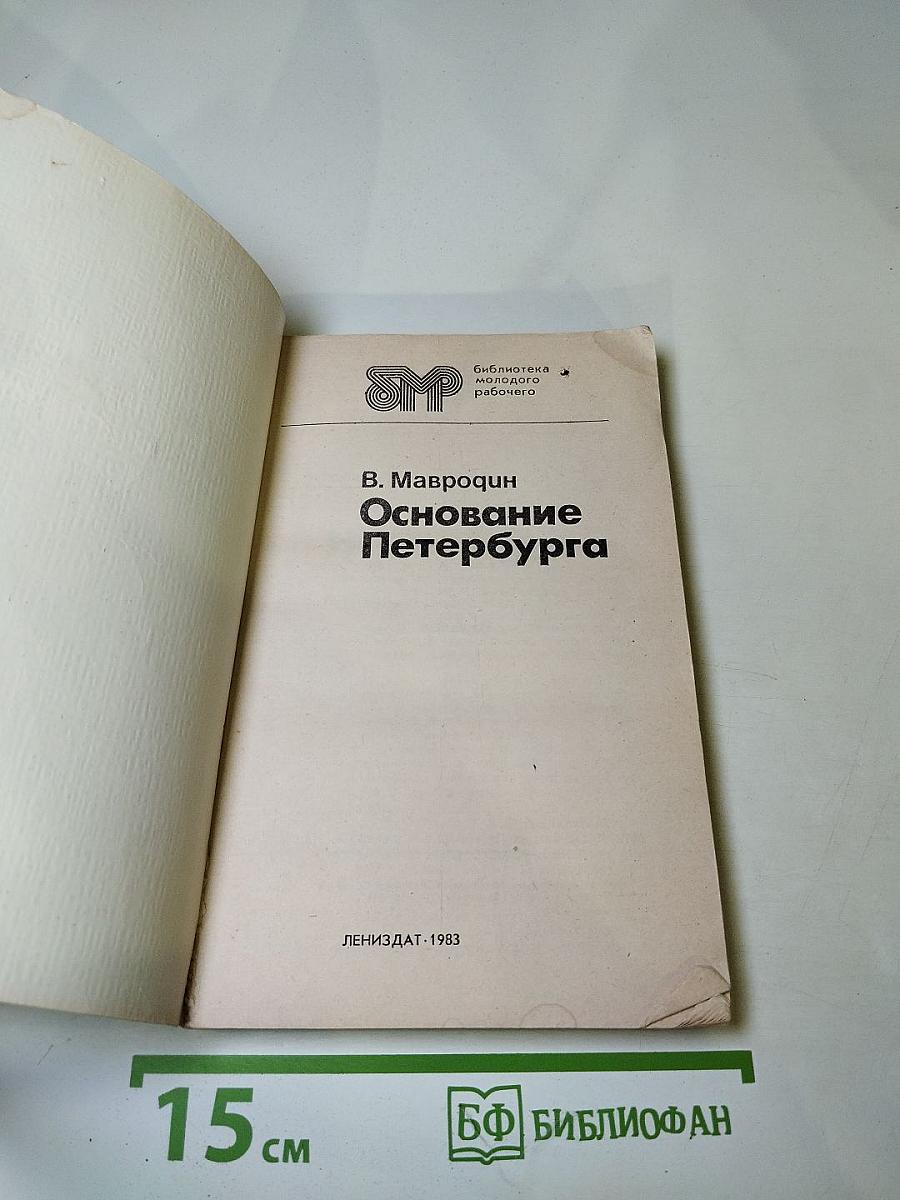 бмр
библиотека
молодого
рабочего
В. Мавродин
Основание
Петербурга
ЛЕНИЗДАТ·1983
15 см
БФ БИБЛИОФАН